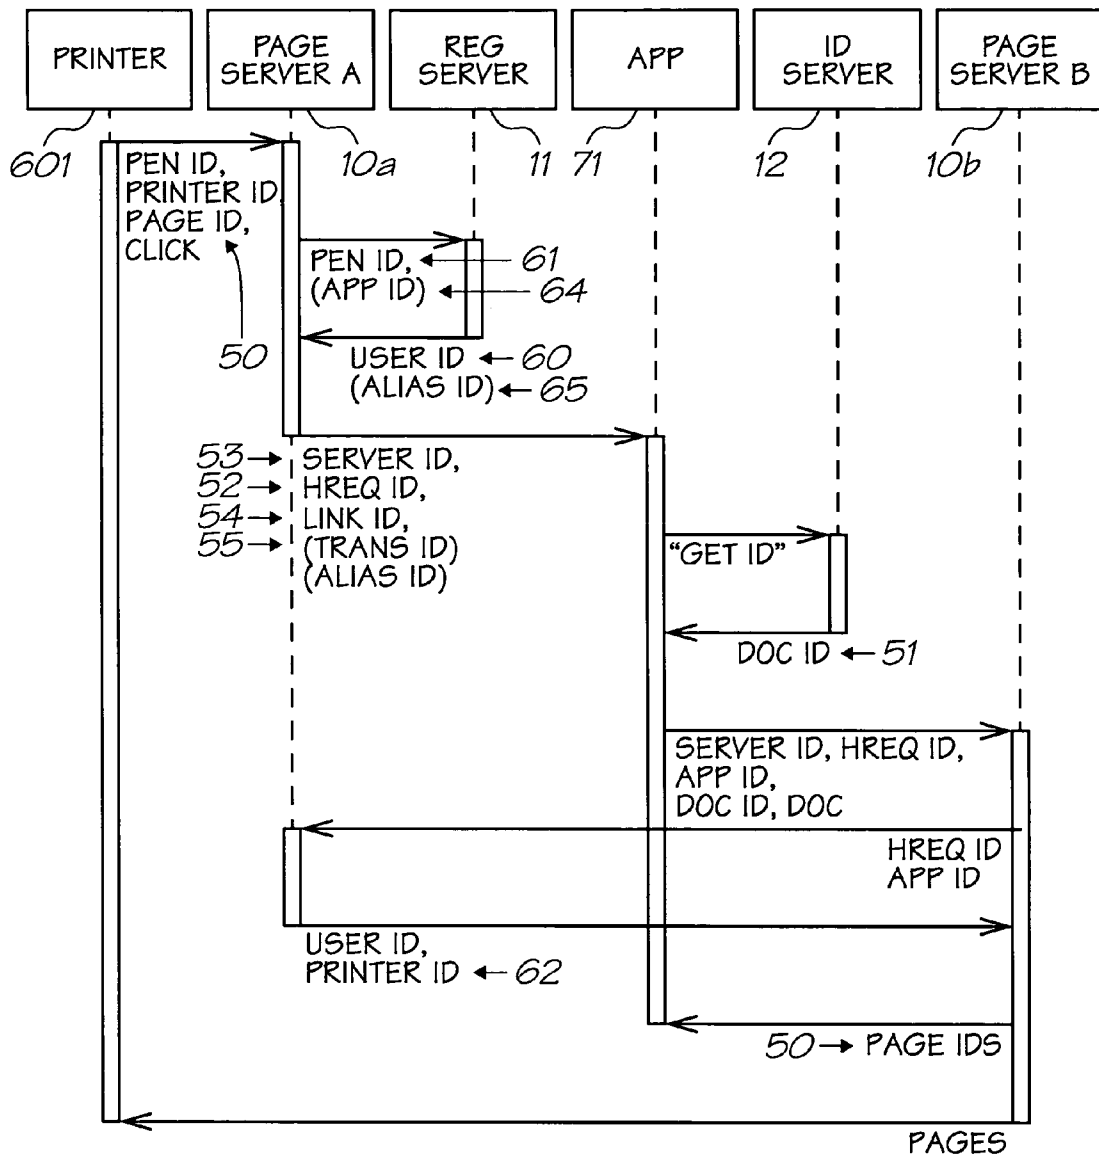 PRINTER
PAGE
SERVER A
REG
SERVER
APP
ID
SERVER
PAGE
SERVER B
601
10a
11
71
12
10b
PEN ID,
PRINTER ID,
PAGE ID,
CLICK
50
PEN ID, 61
(APP ID) 64
USER ID 60
(ALIAS ID) 65
53 SERVER ID,
52 HREQ ID,
54 LINK ID,
55 (TRANS ID)
(ALIAS ID)
“GET ID”
DOC ID 51
SERVER ID, HREQ ID,
APP ID,
DOC ID, DOC
HREQ ID
APP ID
USER ID,
PRINTER ID 62
50 PAGE IDS
PAGES